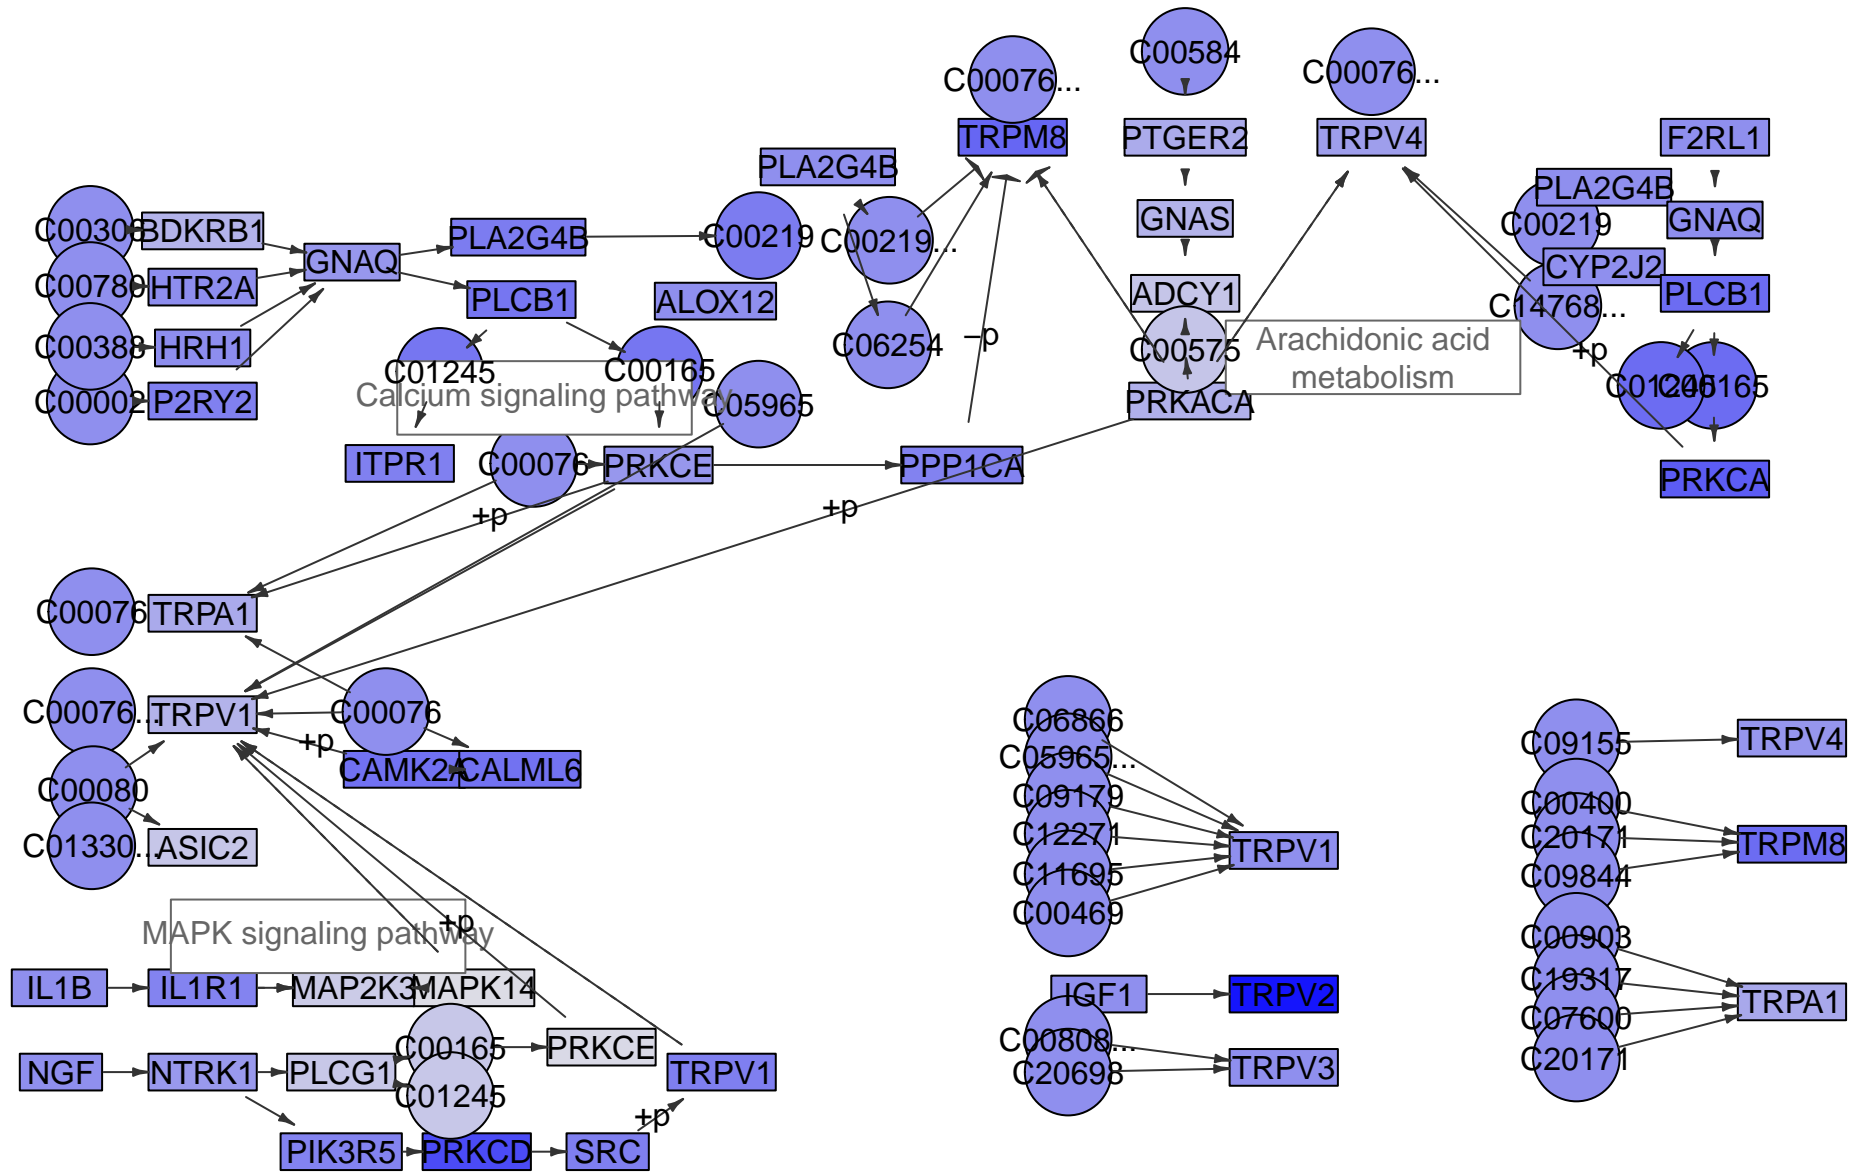 C00584
C00076...
C00076...
TRPM8
PTGER2
TRPV4
F2RL1
PLA2G4B
PLA2G4B
C00219
GNAS
GNAQ
BDKRB1
PLA2G4B
C00219
C00219...
GNAQ
CYP2J2
C00780
HTR2A
PLCB1
ALOX12
ADCY1
PLCB1
C14768...
C00388
HRH1
C06254
–p
C00575
Arachidonic acid
metabolism
+p
C01245
C00165
Calcium signaling pathway
C00002
P2RY2
C05965
PRKACA
ITPR1
C00076
PRKCE
PPP1CA
PRKCA
+p
+p
C00076
TRPA1
C00076...
TRPV1
C00076
+p
CAMK2A
CALML6
C00080
C01330...
ASIC2
C06866
C05965...
C09179
C12271
C11695
C00469
TRPV1
C09155
TRPV4
C00400
C20171
C09844
TRPM8
MAPK signaling pathway
+p
C00903
C19317
C07600
C20171
TRPA1
IL1B
IL1R1
MAP2K3
MAPK14
IGF1
TRPV2
C00808...
C20698
TRPV3
NGF
NTRK1
PLCG1
C00165
C01245
PRKCE
TRPV1
+p
PIK3R5
PRKCD
SRC